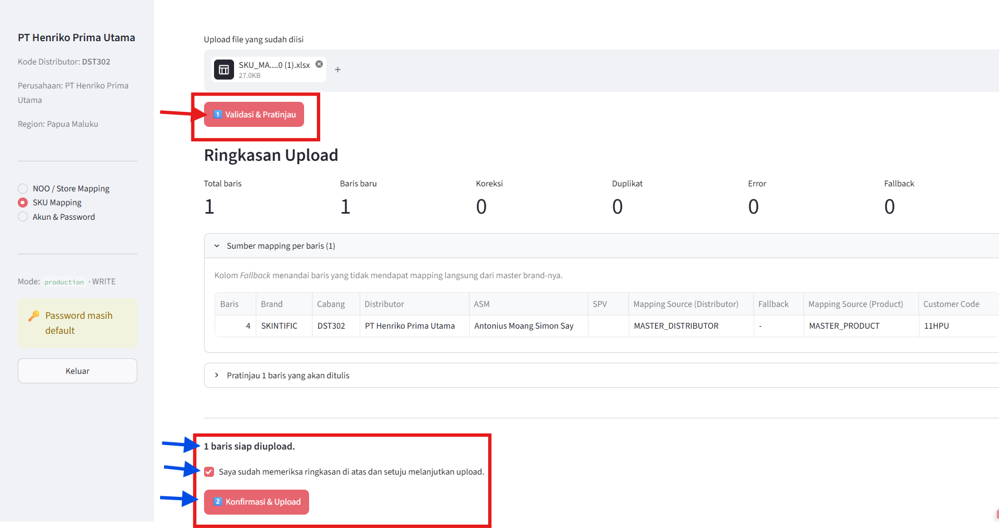 PT Henriko Prima Utama
Kode Distributor: DST302
Perusahaan: PT Henriko Prima
Utama
Region: Papua Maluku
NOO / Store Mapping
SKU Mapping
Akun & Password
Mode: production · WRITE
🔑 Password masih
default
Keluar
Upload file yang sudah diisi
SKU_MA....0 (1).xlsx
27.0KB
1 Validasi & Pratinjau
Ringkasan Upload
Total baris Baris baru Koreksi Duplikat Error Fallback
1 1 0 0 0 0
Sumber mapping per baris (1)
Kolom Fallback menandai baris yang tidak mendapat mapping langsung dari master brand-nya.
Baris Brand Cabang Distributor ASM SPV Mapping Source (Distributor) Fallback Mapping Source (Product) Customer Code
4 SKINTIFIC DST302 PT Henriko Prima Utama Antonius Moang Simon Say MASTER_DISTRIBUTOR - MASTER_PRODUCT 11HPU
Pratinjau 1 baris yang akan ditulis
1 baris siap diupload.
Saya sudah memeriksa ringkasan di atas dan setuju melanjutkan upload.
2 Konfirmasi & Upload